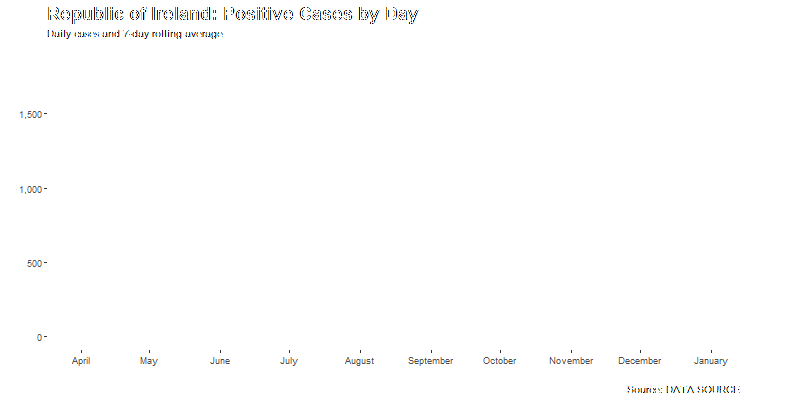 Republic of Ireland: Positive Cases by Day
Daily cases and 7-day rolling average
1,500
1,000
500
0
April May June July August September October November December January
Source: DATA SOURCE